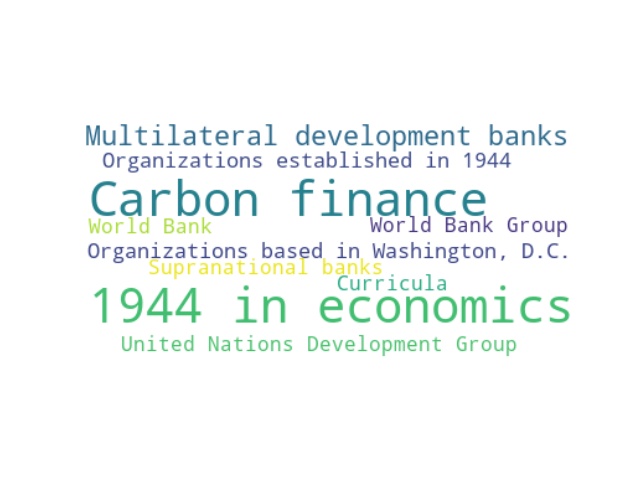 Multilateral development banks
Organizations established in 1944
Carbon finance
World Bank
World Bank Group
Organizations based in Washington, D.C.
Supranational banks
Curricula
1944 in economics
United Nations Development Group